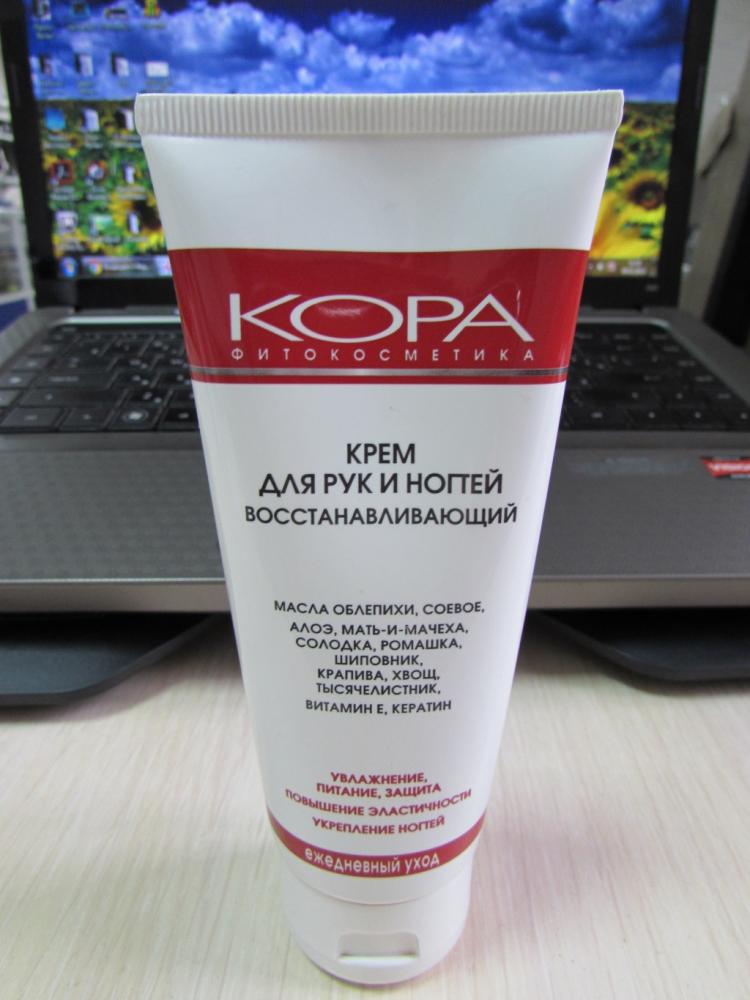 КОРА
ФИТОКОСМЕТИКА
КРЕМ
ДЛЯ РУК И НОГТЕЙ
ВОССТАНАВЛИВАЮЩИЙ
МАСЛА ОБЛЕПИХИ, СОЕВОЕ,
АЛОЭ, МАТЬ-И-МАЧЕХА,
СОЛОДКА, РОМАШКА,
ШИПОВНИК,
КРАПИВА, ХВОЩ,
ТЫСЯЧЕЛИСТНИК,
ВИТАМИН Е, КЕРАТИН
УВЛАЖНЕНИЕ,
ПИТАНИЕ, ЗАЩИТА
ПОВЫШЕНИЕ ЭЛАСТИЧНОСТИ
УКРЕПЛЕНИЕ НОГТЕЙ
ежедневный уход